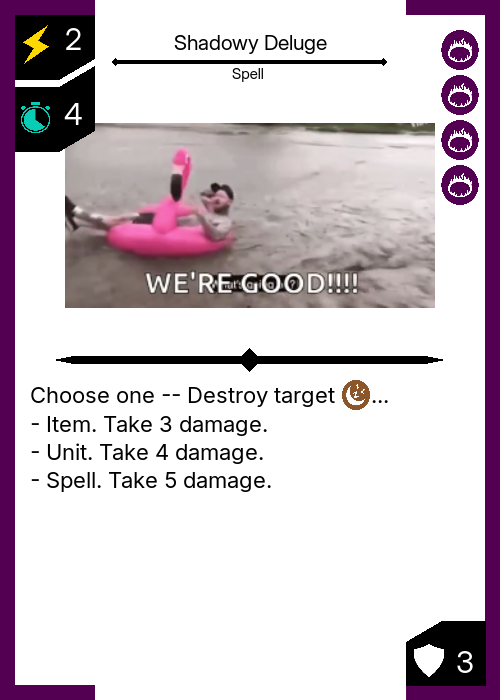 2
Shadowy Deluge
Spell
4
WE'RE GOOD!!!!
Choose one -- Destroy target ...
- Item. Take 3 damage.
- Unit. Take 4 damage.
- Spell. Take 5 damage.
3